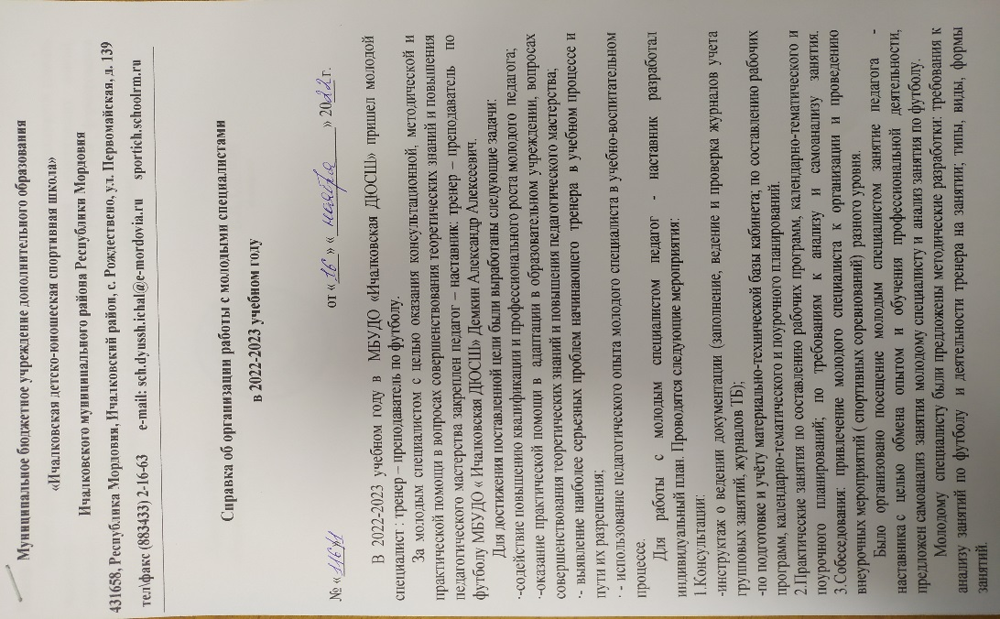 Муниципальное бюджетное учреждение дополнительного образования
«Ичалковская детско-юношеская спортивная школа»
Ичалковского муниципального района Республики Мордовия
431658, Республика Мордовия, Ичалковский район, с. Рождествено, ул. Первомайская, д. 139
тел\факс (883433) 2-16-63 e-mail: sch.dyussh.ichal@e-mordovia.ru sportich.schoolrm.ru
Справка об организации работы с молодыми специалистами
в 2022-2023 учебном году
от « 16 » « ноября » 2022г.
В 2022-2023 учебном году в МБУДО «Ичалковская ДЮСШ» пришел молодой
специалист : тренер – преподаватель по футболу.
За молодым специалистом с целью оказания консультационной, методической и
практической помощи в вопросах совершенствования теоретических знаний и повышения
педагогического мастерства закреплен педагог – наставник: тренер – преподаватель по
футболу МБУДО « Ичалковская ДЮСШ» Демкин Александр Алексеевич.
Для достижения поставленной цели были выработаны следующие задачи:
·-содействие повышению квалификации и профессионального роста молодого педагога;
·-оказание практической помощи в адаптации в образовательном учреждении, вопросах
совершенствования теоретических знаний и повышения педагогического мастерства;
·- выявление наиболее серьезных проблем начинающего тренера в учебном процессе и
пути их разрешения;
· - использование педагогического опыта молодого специалиста в учебно-воспитательном
процессе.
Для работы с молодым специалистом педагог - наставник разработал
индивидуальный план. Проводятся следующие мероприятия:
1.Консультации:
-инструктаж о ведении документации (заполнение, ведение и проверка журналов учета
групповых занятий, журналов ТБ);
-по подготовке и учёту материально-технической базы кабинета; по составлению рабочих
программ, календарно-тематического и поурочного планирований.
2.Практические занятия по составлению рабочих программ, календарно-тематического и
поурочного планирований; по требованиям к анализу и самоанализу занятия.
3.Собеседования: привлечение молодого специалиста к организации и проведению
внеурочных мероприятий ( спортивных соревнований) разного уровня.
Было организовано посещение молодым специалистом занятие педагога -
наставника с целью обмена опытом и обучения профессиональной деятельности,
предложен самоанализ занятия молодому специалисту и анализ занятия по футболу.
Молодому специалисту были предложены методические разработки: требования к
анализу занятий по футболу и деятельности тренера на занятии; типы, виды, формы
занятий.